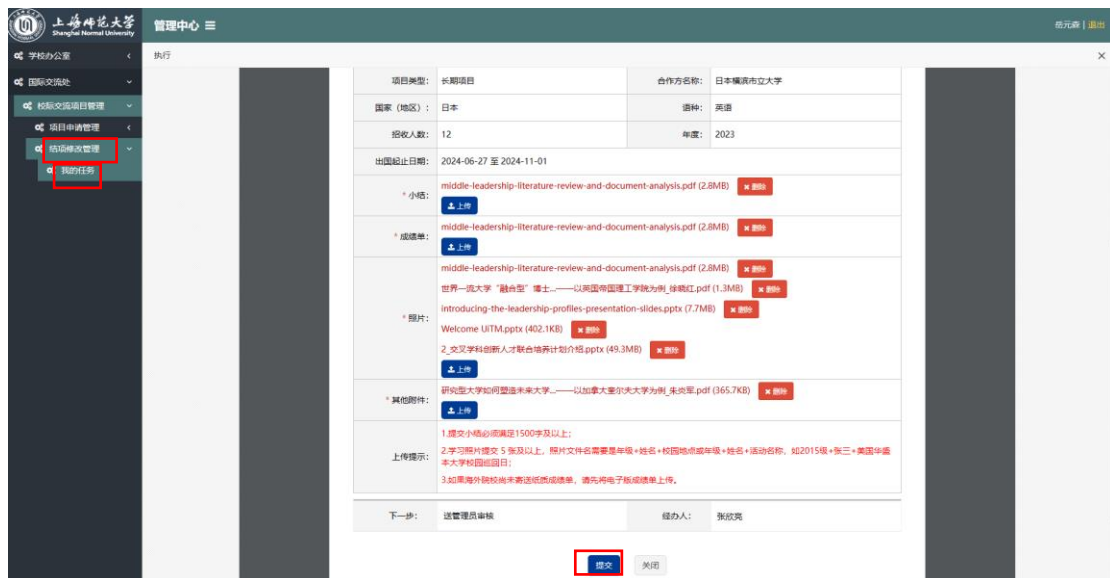 上海师范大学
Shanghai Normal University
管理中心
岳元森 | 退出
学校办公室
执行
国际交流处
校际交流项目管理
项目申请管理
结项修改管理
我的任务
项目类型: 长期项目 合作方名称: 日本横滨市立大学
国家（地区）: 日本 语种: 英语
招收人数: 12 年度: 2023
出国起止日期: 2024-06-27 至 2024-11-01
* 小结:
middle-leadership-literature-review-and-document-analysis.pdf (2.8MB) 删除
上传
* 成绩单:
middle-leadership-literature-review-and-document-analysis.pdf (2.8MB) 删除
上传
* 照片:
middle-leadership-literature-review-and-document-analysis.pdf (2.8MB) 删除
世界一流大学“融合型”博士...——以英国帝国理工学院为例_徐晓红.pdf (1.3MB) 删除
introducing-the-leadership-profiles-presentation-slides.pptx (7.7MB) 删除
Welcome UiTM.pptx (402.1KB) 删除
2_交叉学科创新人才联合培养计划介绍.pptx (49.3MB) 删除
上传
* 其他附件:
研究型大学如何塑造未来大学...——以加拿大圭尔夫大学为例_朱炎军.pdf (365.7KB) 删除
上传
上传提示:
1.提交小结必须满足1500字及以上;
2.学习照片提交 5 张及以上，照片文件名需要是年级+姓名+校园地点或年级+姓名+活动名称，如2015级+张三+美国华盛
本大学校园巡回日;
3.如果海外院校尚未寄送纸质成绩单，请先将电子版成绩单上传。
下一步: 送管理员审核 经办人: 张欣亮
提交 关闭